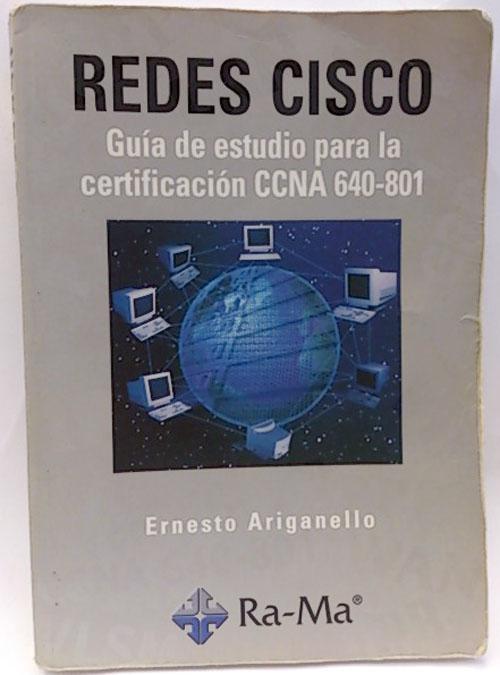 REDES CISCO
Guía de estudio para la
certificación CCNA 640-801
Ernesto Ariganello
Ra-Ma®